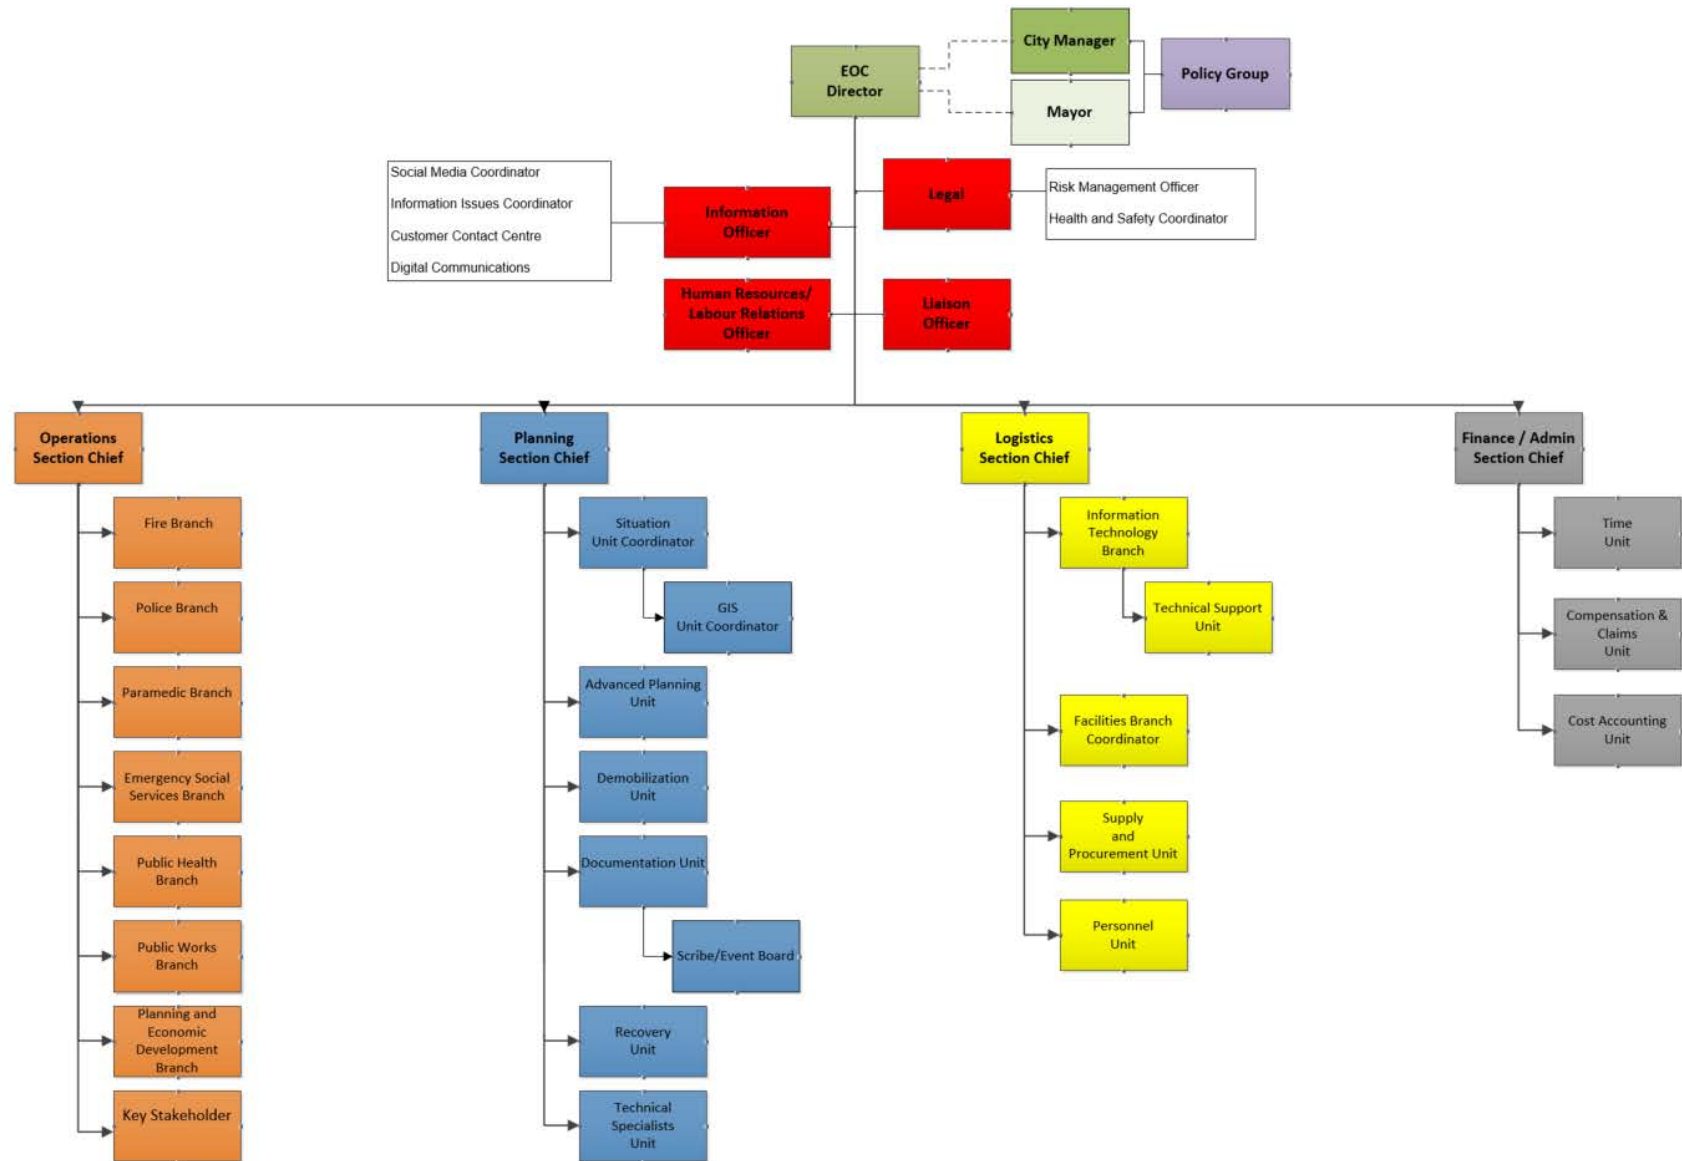 City Manager
EOC
Director
Policy Group
Mayor
Social Media Coordinator
Information Issues Coordinator
Customer Contact Centre
Digital Communications
Information
Officer
Legal
Risk Management Officer
Health and Safety Coordinator
Human Resources/
Labour Relations
Officer
Liaison
Officer
Operations
Section Chief
Fire Branch
Police Branch
Paramedic Branch
Emergency Social
Services Branch
Public Health
Branch
Public Works
Branch
Planning and
Economic
Development
Branch
Key Stakeholder
Planning
Section Chief
Situation
Unit Coordinator
GIS
Unit Coordinator
Advanced Planning
Unit
Demobilization
Unit
Documentation Unit
Scribe/Event Board
Recovery
Unit
Technical
Specialists
Unit
Logistics
Section Chief
Information
Technology
Branch
Technical Support
Unit
Facilities Branch
Coordinator
Supply
and
Procurement Unit
Personnel
Unit
Finance / Admin
Section Chief
Time
Unit
Compensation &
Claims
Unit
Cost Accounting
Unit